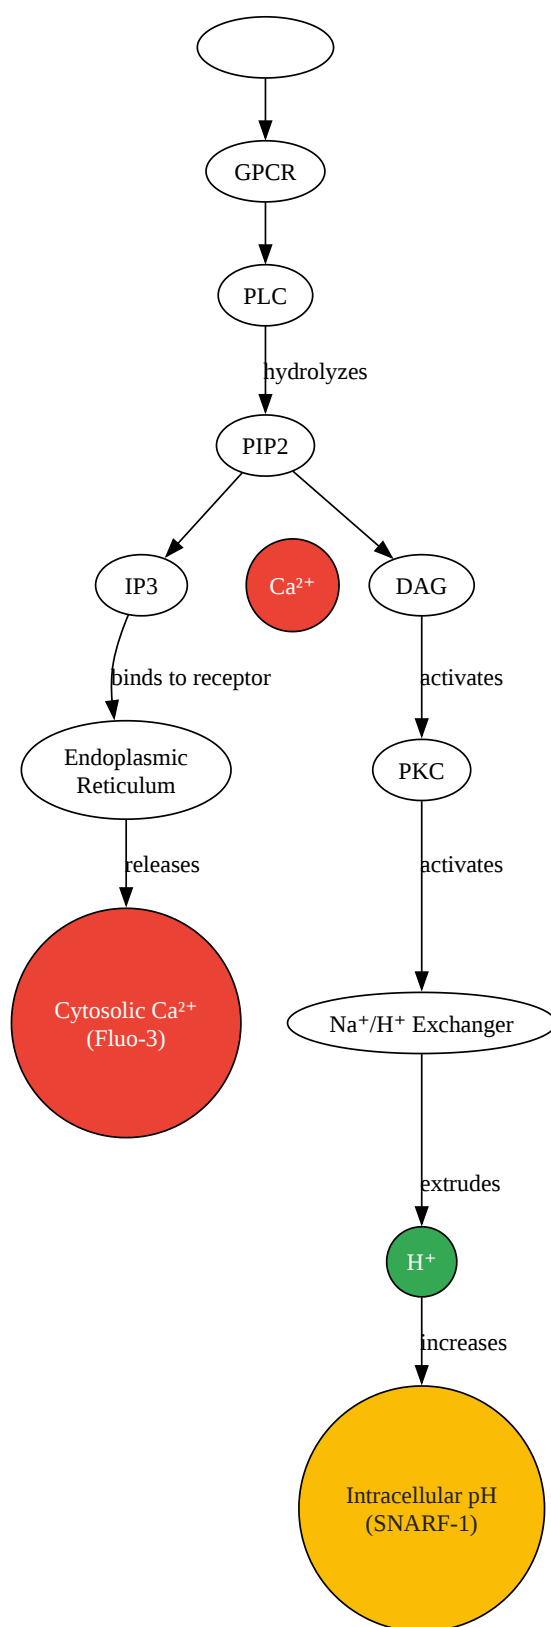 GPCR
PLC
hydrolyzes
PIP2
IP3
Ca²⁺
DAG
binds to receptor
activates
Endoplasmic
Reticulum
PKC
releases
activates
Cytosolic Ca²⁺
(Fluo-3)
Na⁺/H⁺ Exchanger
extrudes
H⁺
increases
Intracellular pH
(SNARF-1)